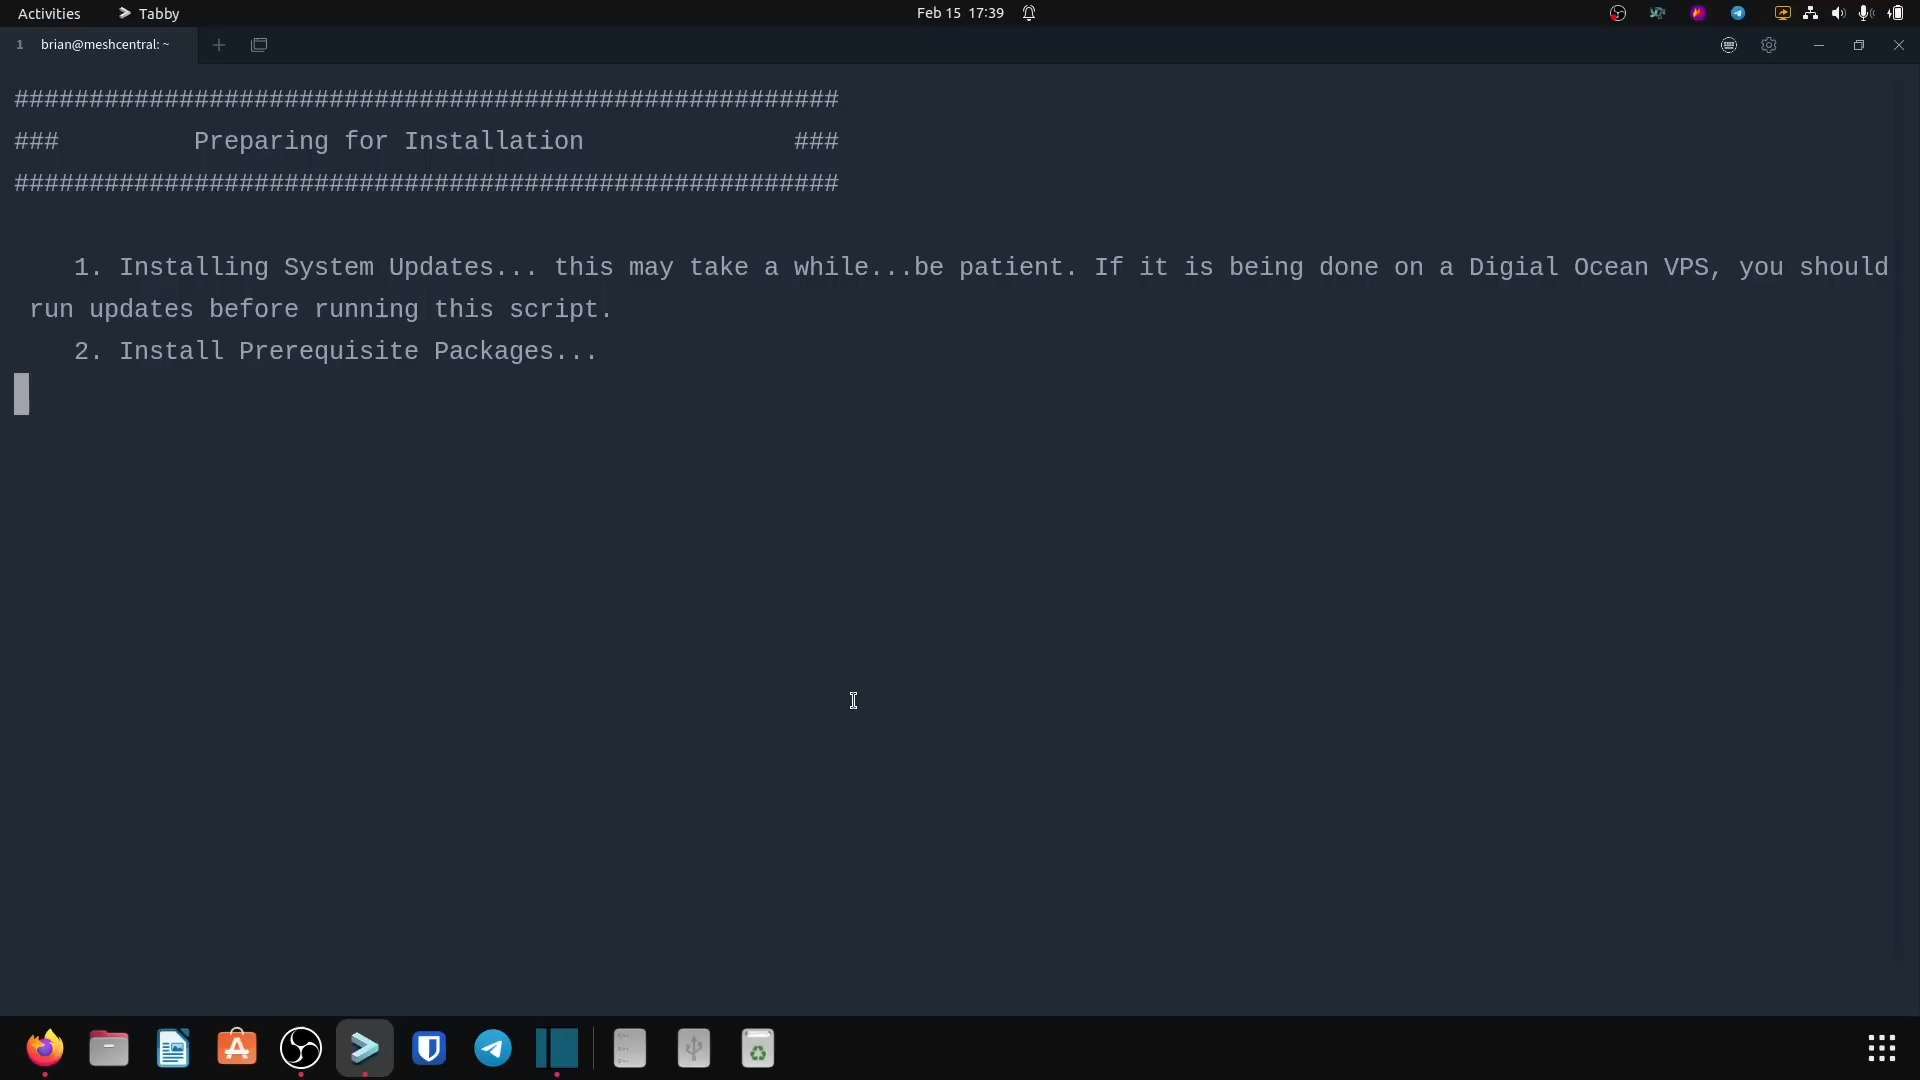 Activities
Tabby
Feb 15 17:39
1 brian@meshcentral: ~
#######################################################
### Preparing for Installation ###
#######################################################
1. Installing System Updates... this may take a while...be patient. If it is being done on a Digial Ocean VPS, you should
run updates before running this script.
2. Install Prerequisite Packages...